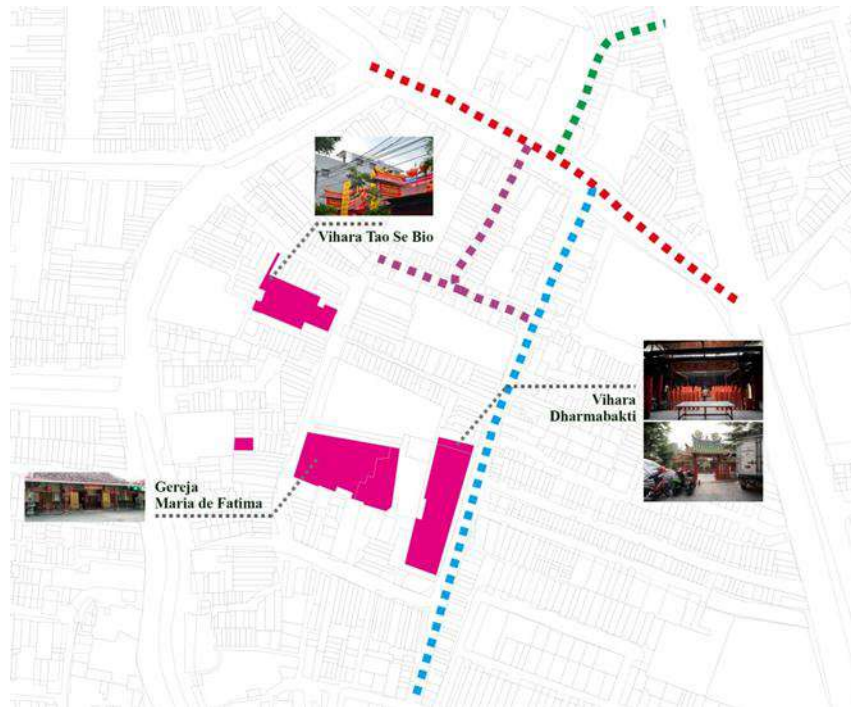 Vihara Tao Se Bio
Vihara
Dharmabakti
Gereja
Maria de Fatima